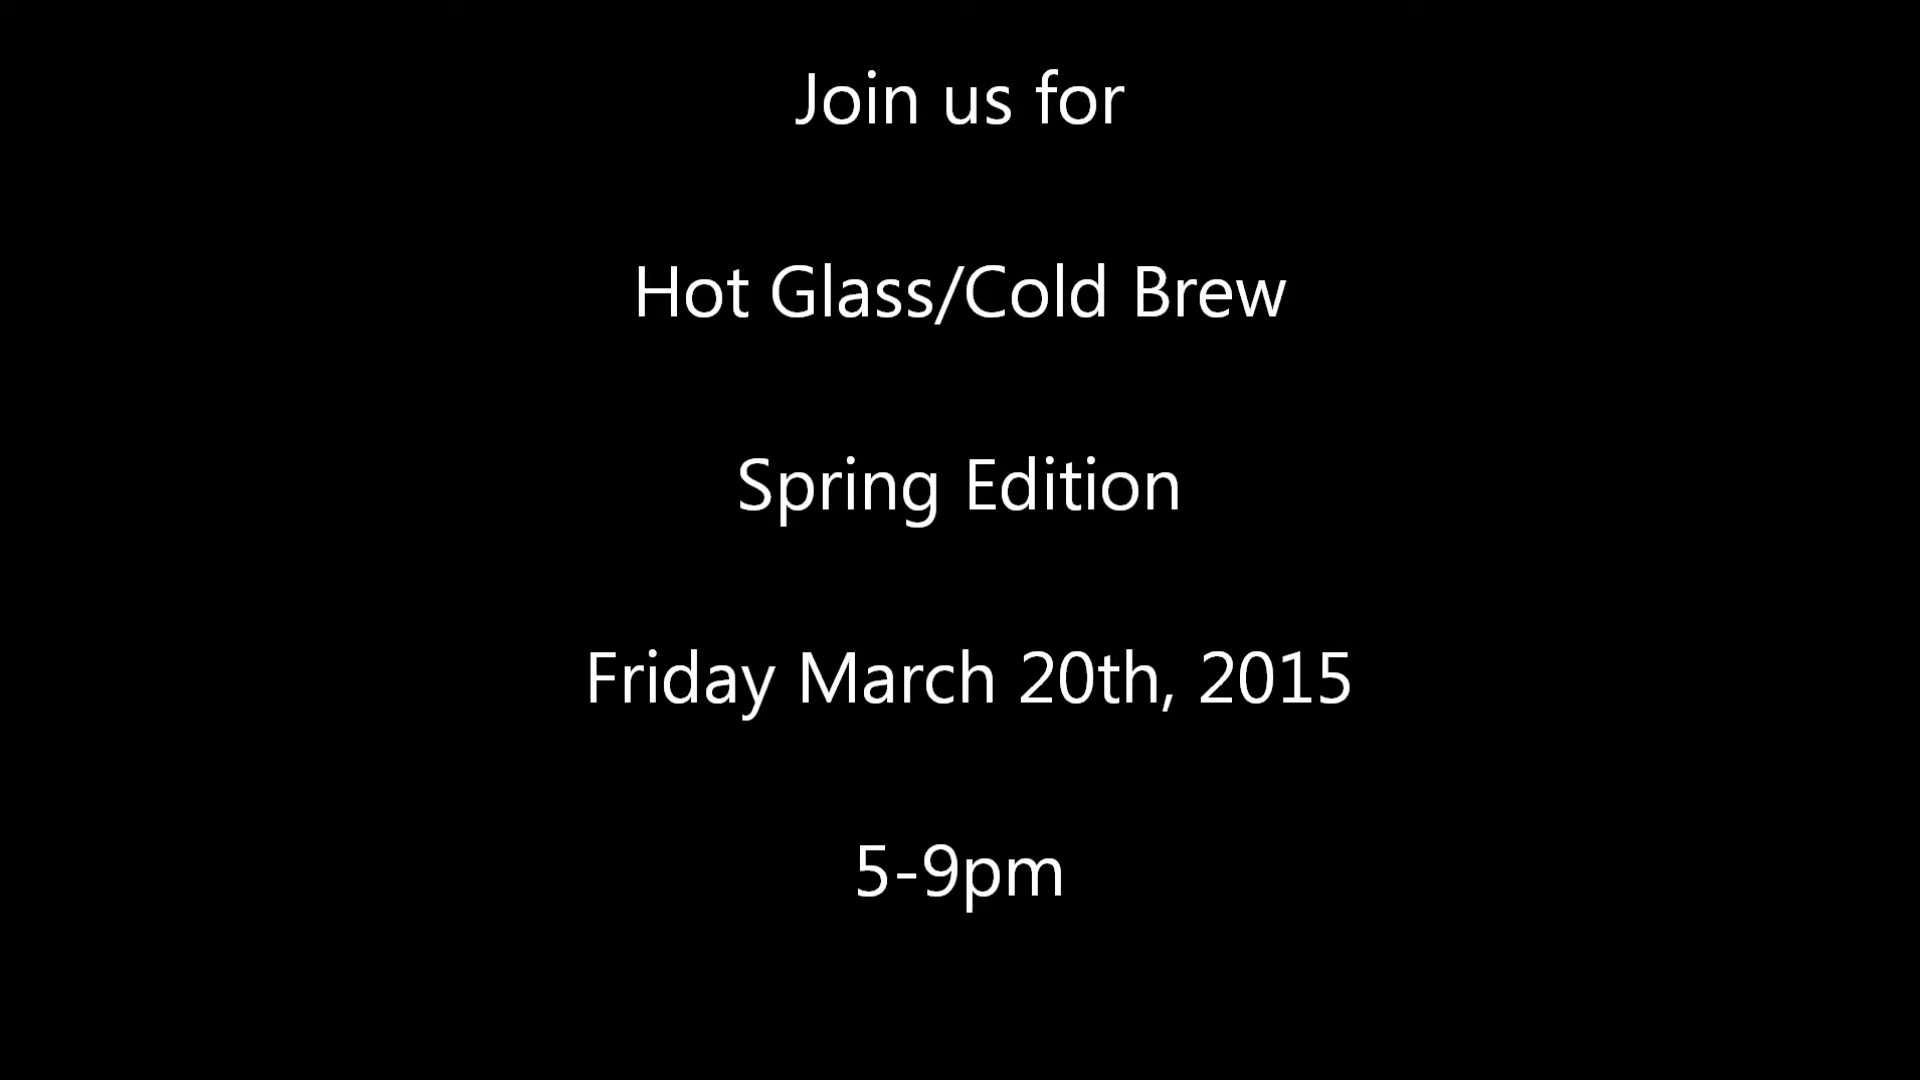 Join us for
Hot Glass/Cold Brew
Spring Edition
Friday March 20th, 2015
5-9pm